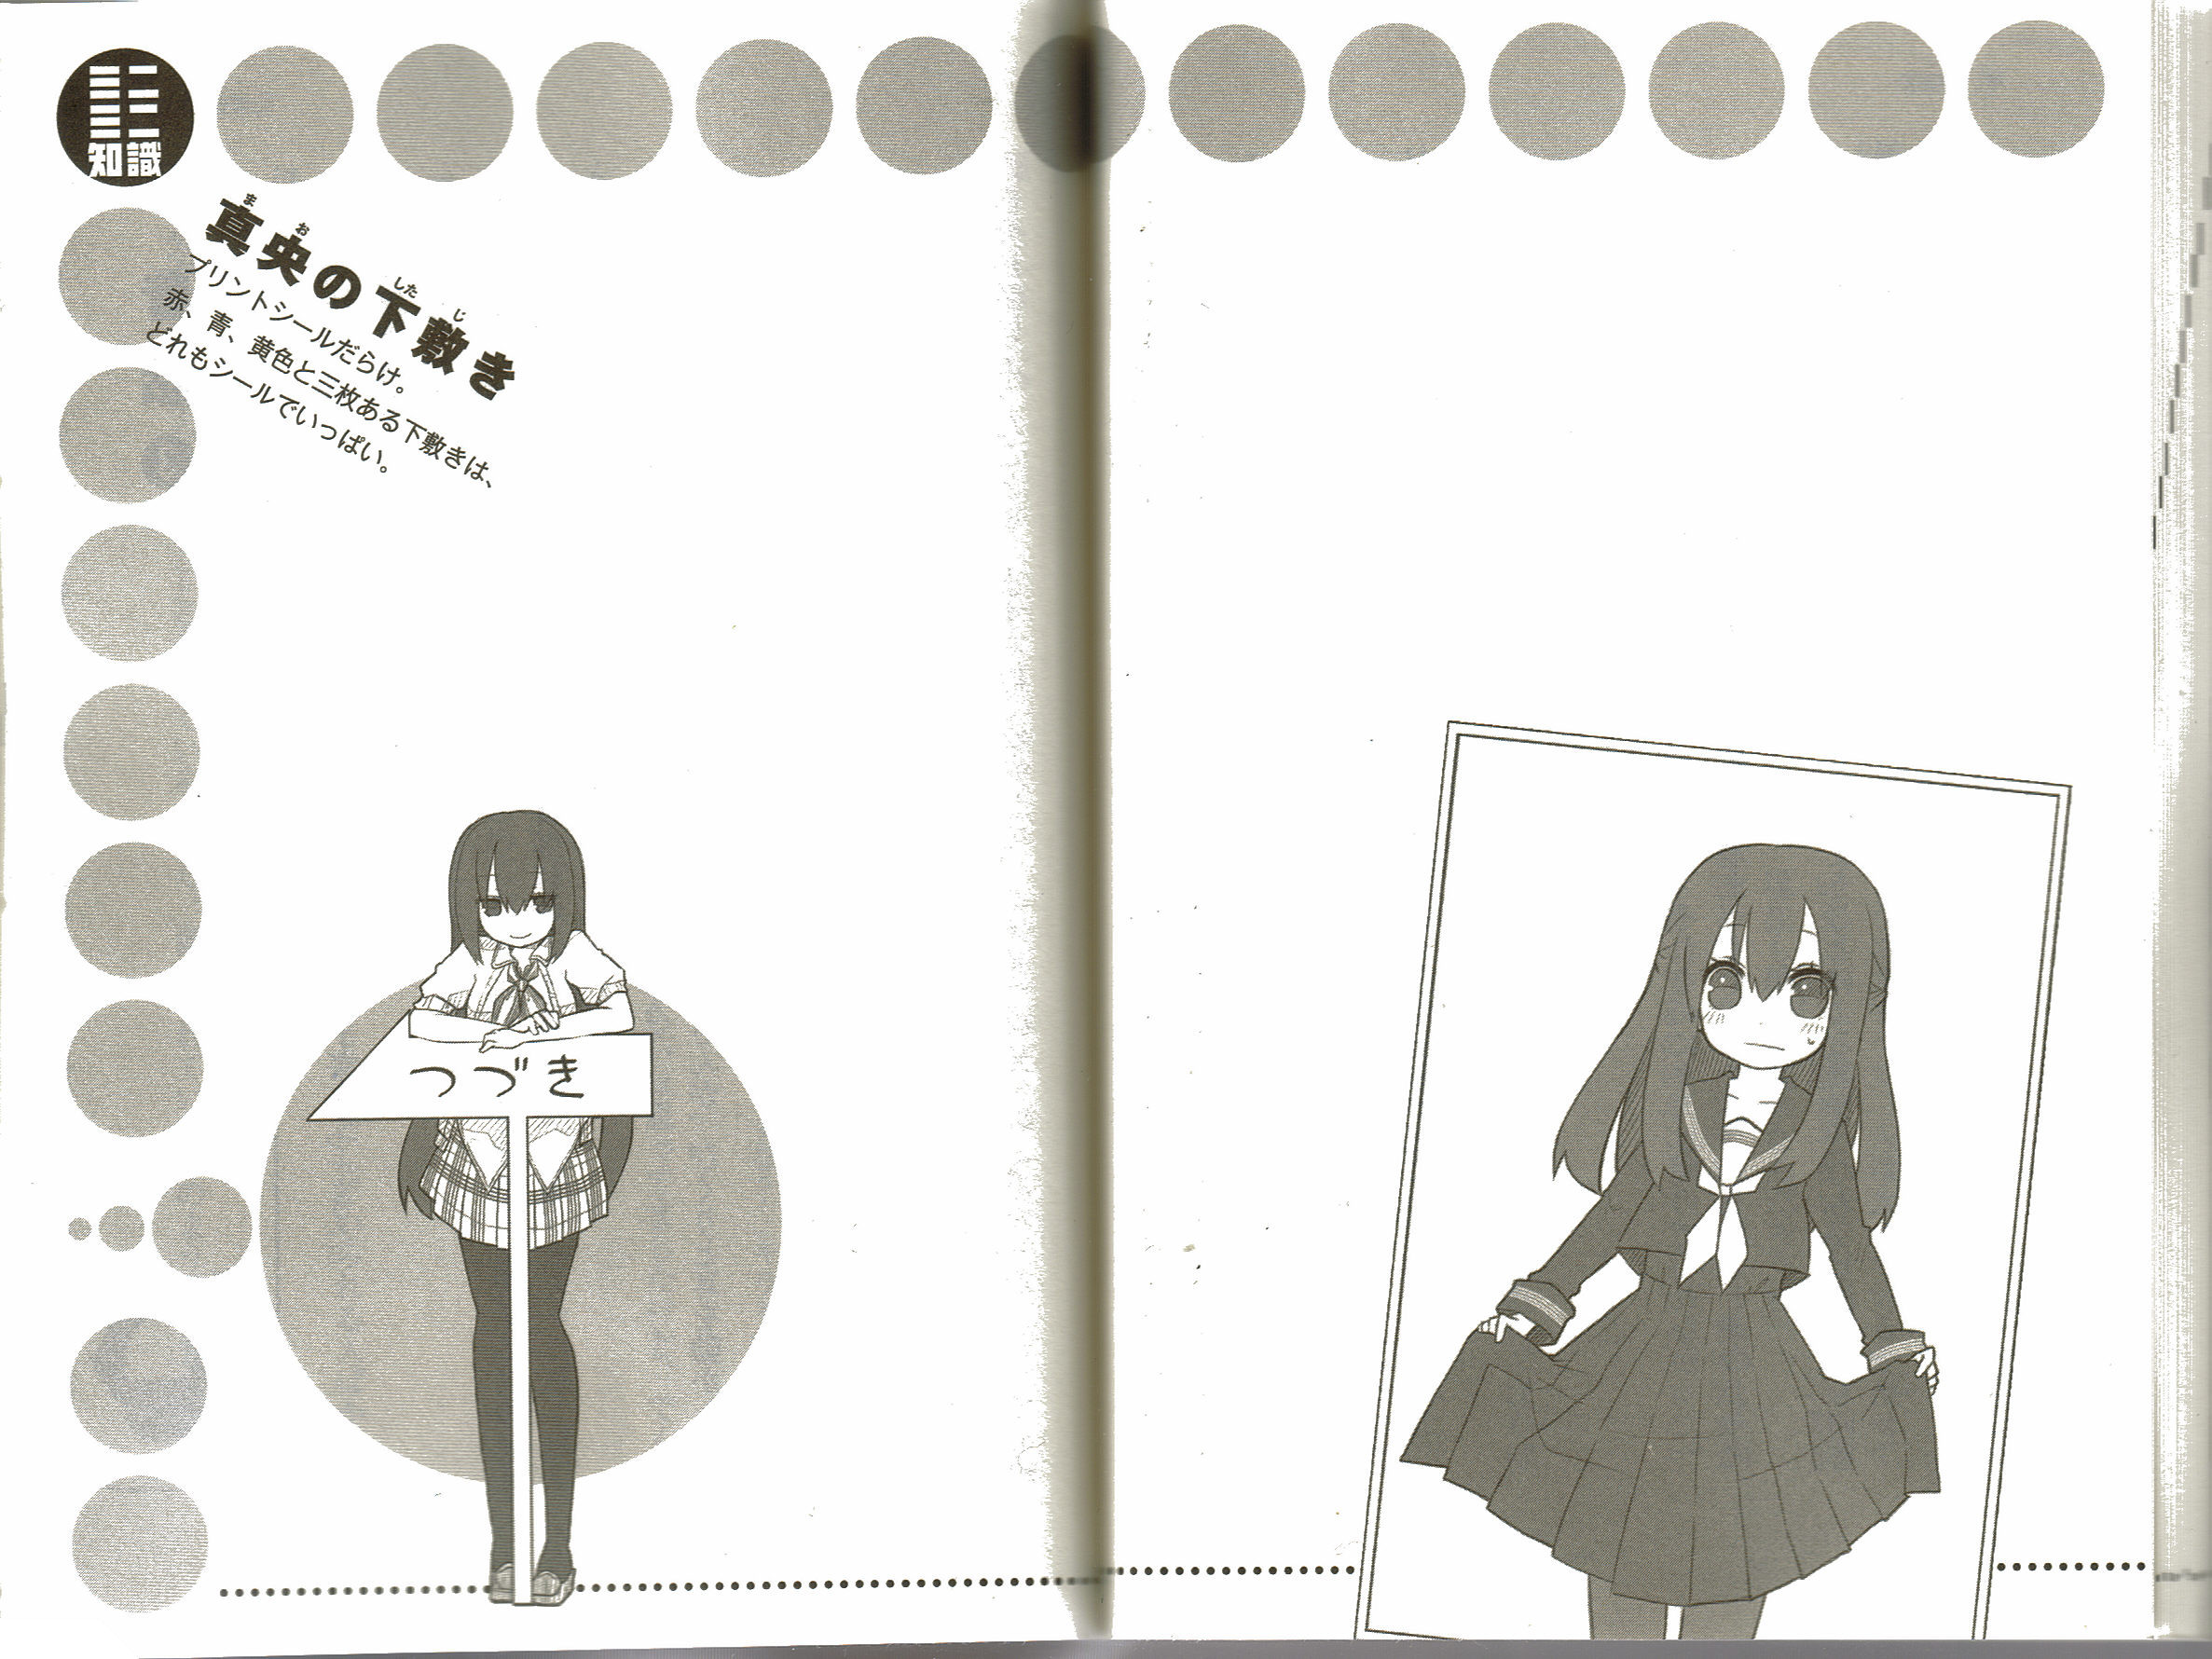 知識
真央の下敷き
プリントシールだらけ。
赤、青、黄色と三枚ある下敷きは、
どれもシールでいっぱい。
つづき